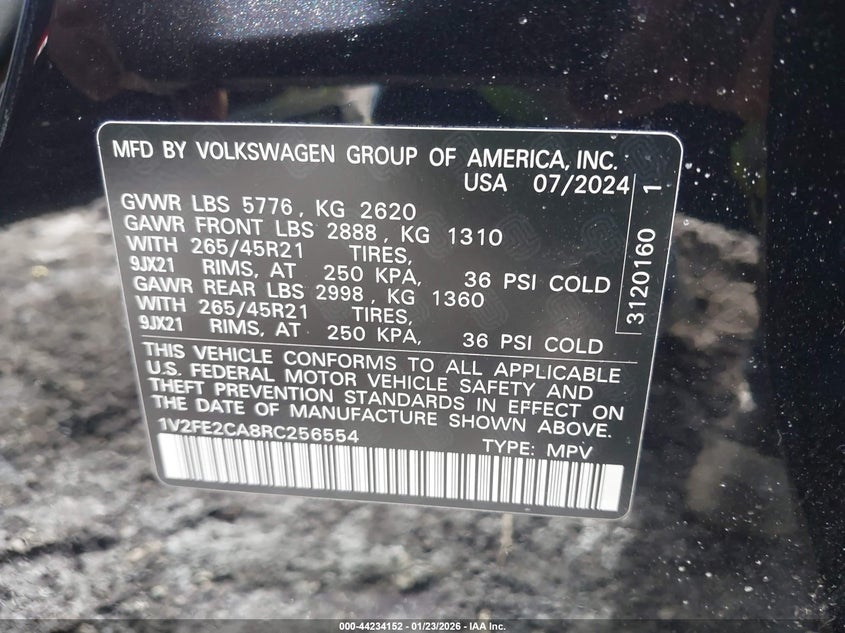 MFD BY VOLKSWAGEN GROUP OF AMERICA, INC.
USA 07/2024
GVWR LBS 5776, KG 2620
GAWR FRONT LBS 2888, KG 1310
WITH 265/45R21 TIRES,
9JX21 RIMS, AT 250 KPA, 36 PSI COLD
GAWR REAR LBS 2998, KG 1360
WITH 265/45R21 TIRES,
9JX21 RIMS, AT 250 KPA, 36 PSI COLD
3120160 1
THIS VEHICLE CONFORMS TO ALL APPLICABLE
U.S. FEDERAL MOTOR VEHICLE SAFETY AND
THEFT PREVENTION STANDARDS IN EFFECT ON
THE DATE OF MANUFACTURE SHOWN ABOVE.
1V2FE2CA8RC256554 TYPE: MPV
000-44234152 - 01/23/2026 - IAA Inc.